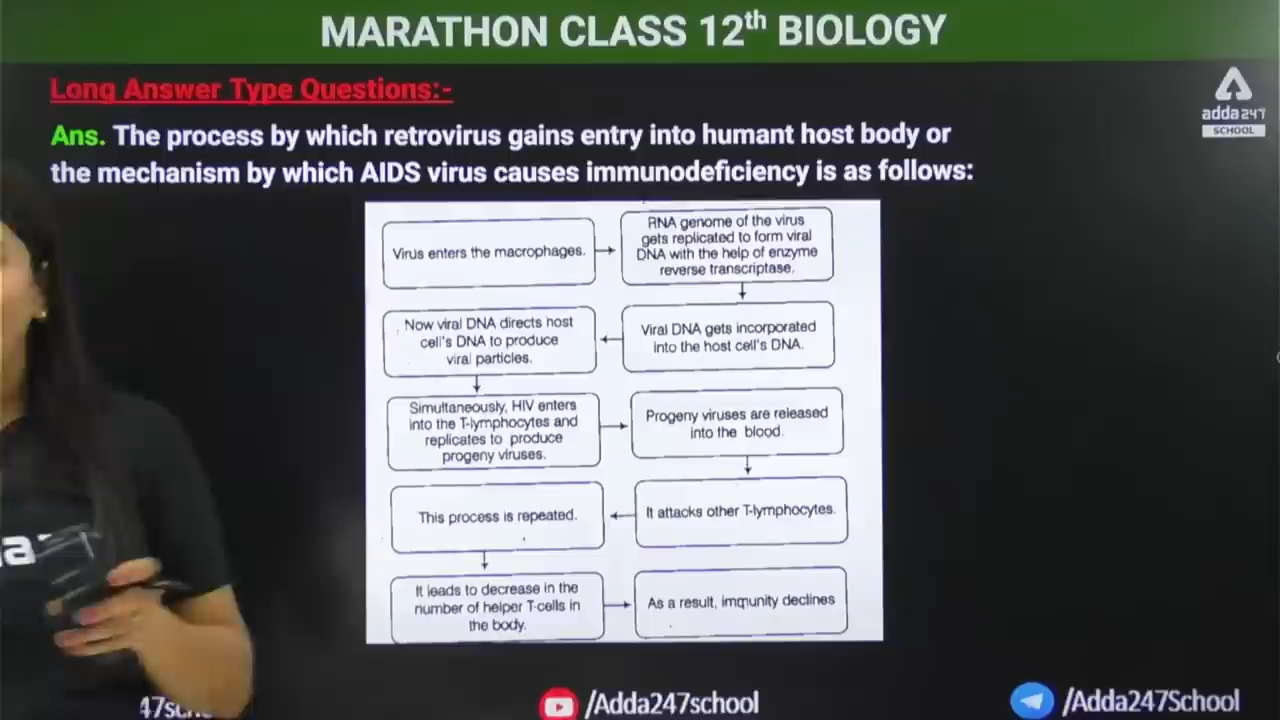 MARATHON CLASS 12th BIOLOGY
Long Answer Type Questions:-
adda247
SCHOOL
Ans. The process by which retrovirus gains entry into humant host body or
the mechanism by which AIDS virus causes immunodeficiency is as follows:
Virus enters the macrophages.
RNA genome of the virus
gets replicated to form viral
DNA with the help of enzyme
reverse transcriptase.
Viral DNA gets incorporated
into the host cell's DNA.
Now viral DNA directs host
cell's DNA to produce
viral particles.
Simultaneously, HIV enters
into the T-lymphocytes and
replicates to produce
progeny viruses.
Progeny viruses are released
into the blood.
It attacks other T-lymphocytes.
This process is repeated.
It leads to decrease in the
number of helper T-cells in
the body.
As a result, immunity declines
/Adda247school
/Adda247School